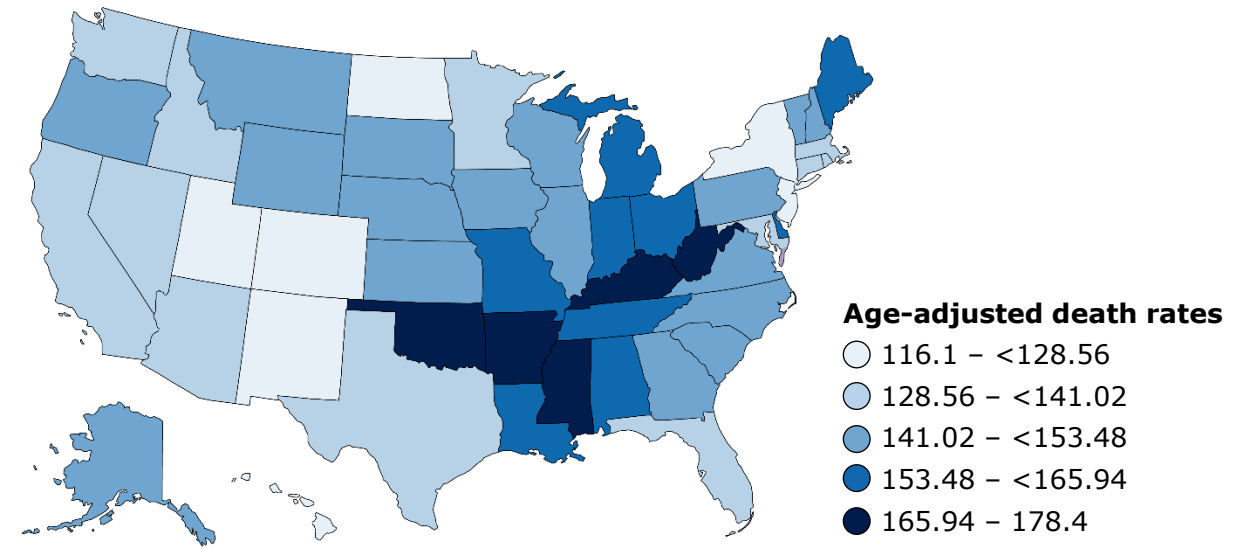 Age-adjusted death rates
116.1 – <128.56
128.56 – <141.02
141.02 – <153.48
153.48 – <165.94
165.94 – 178.4